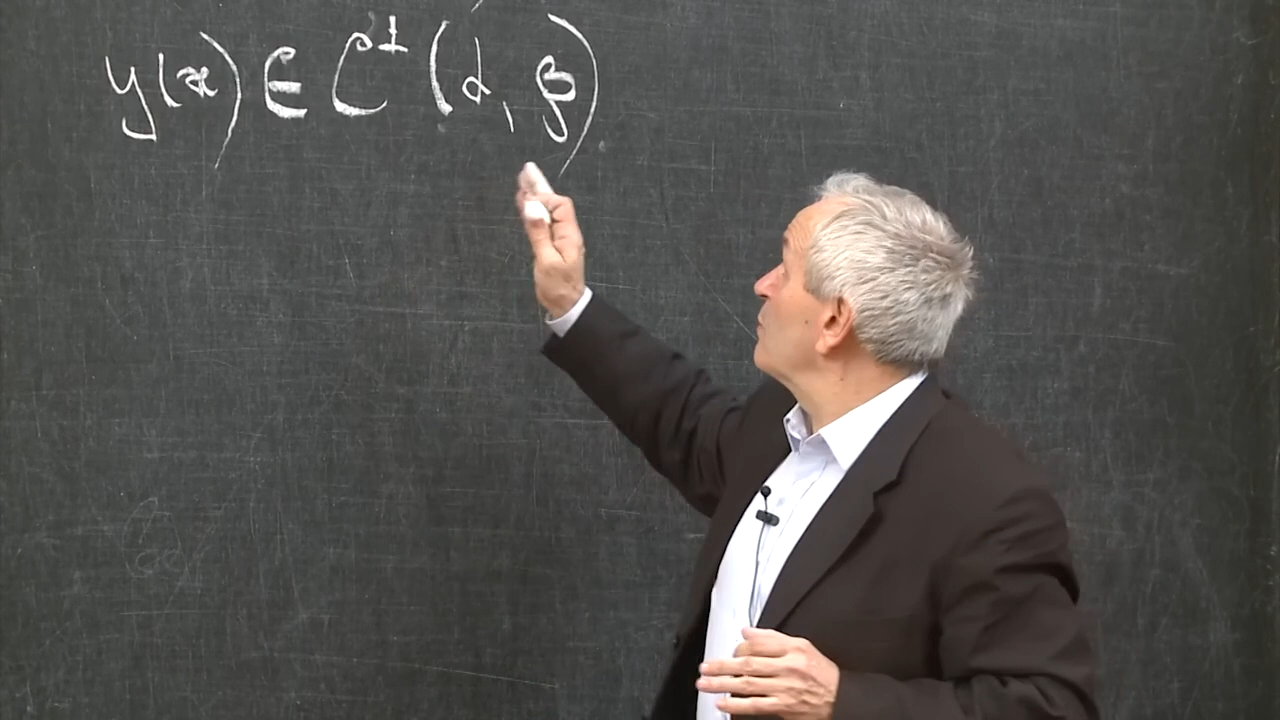 y(x) ∈ C¹ (α, β)